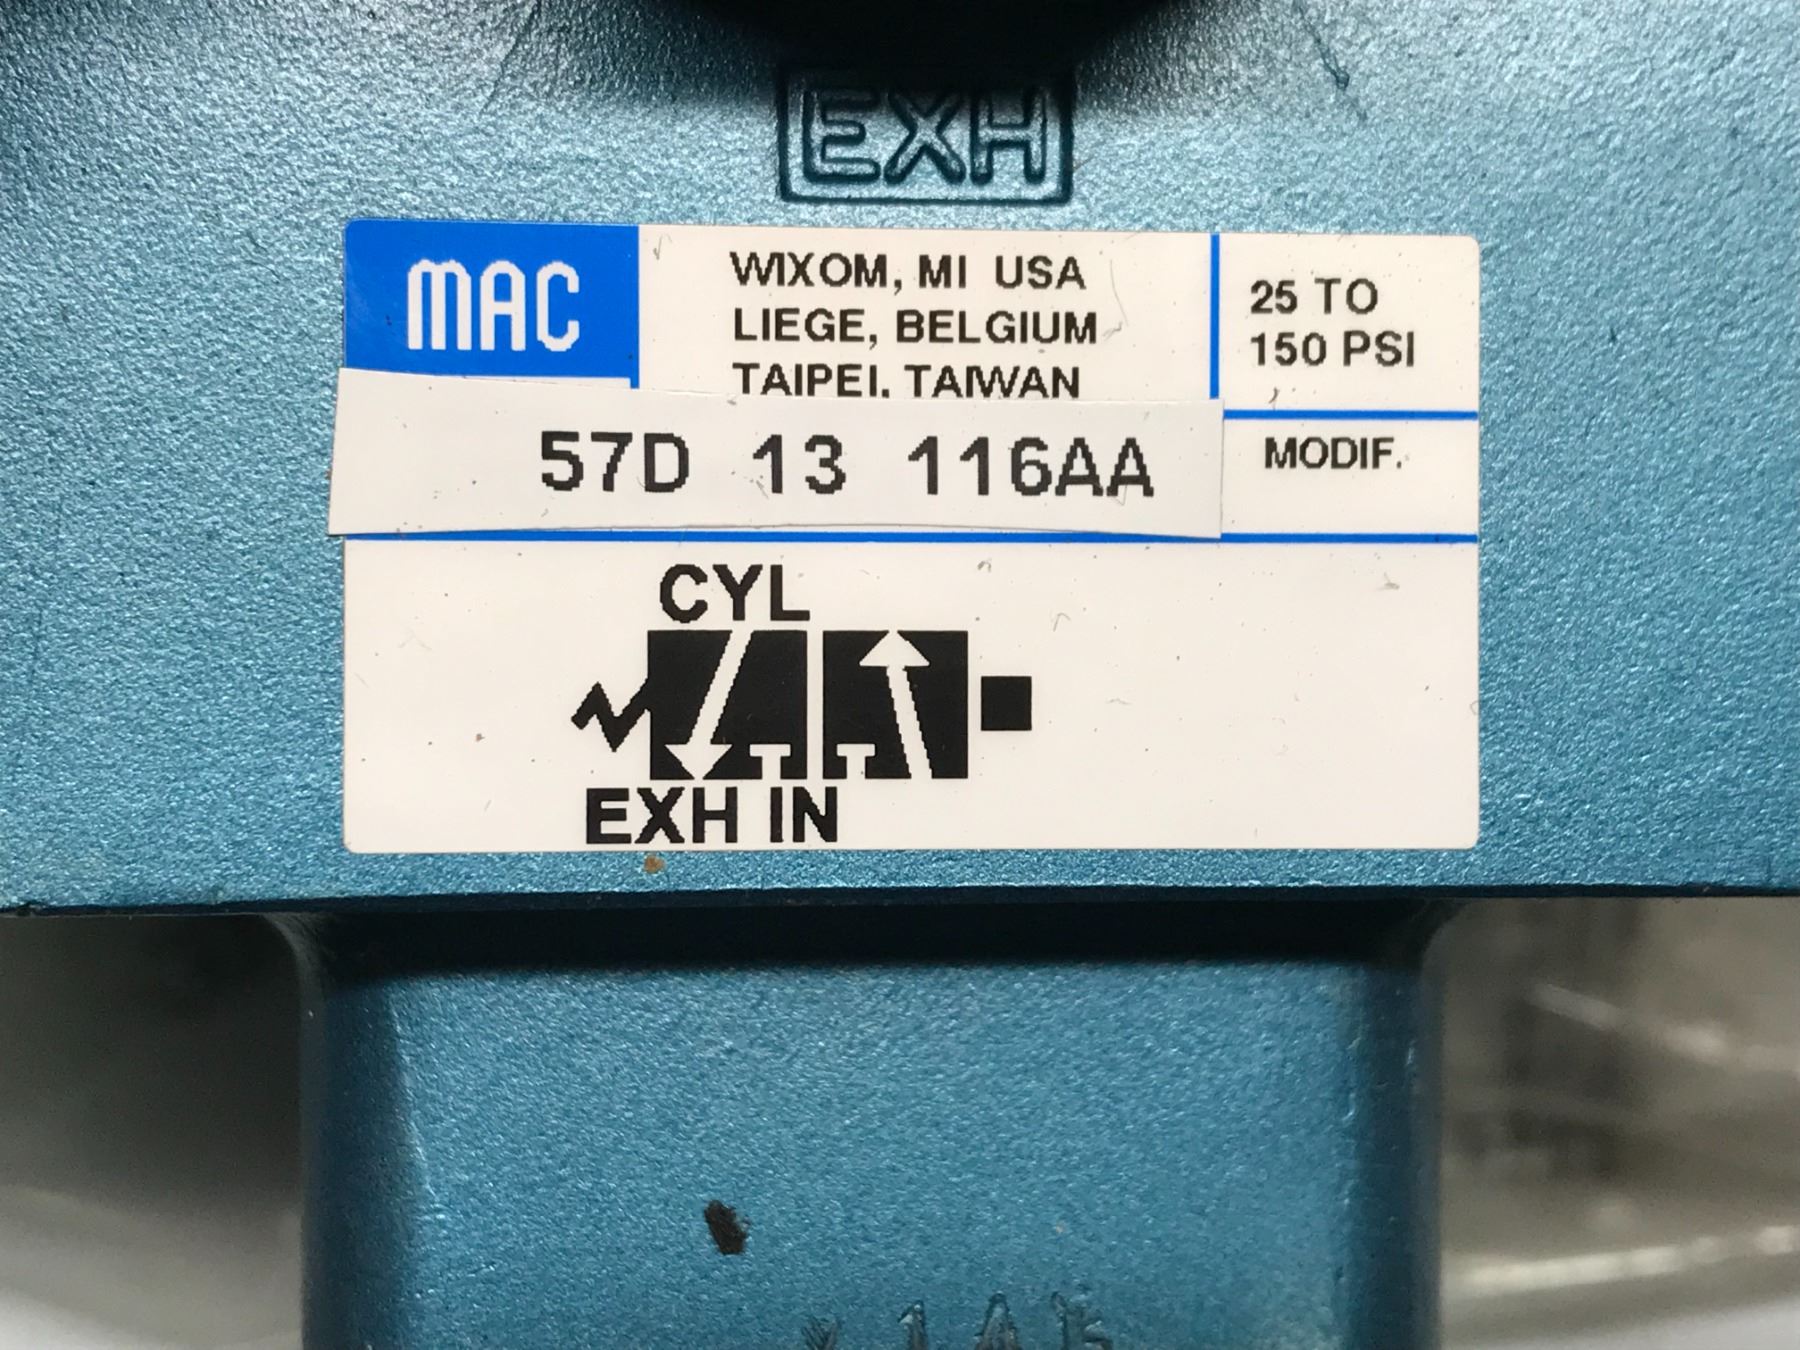 EXH
MAC
WIXOM, MI USA
LIEGE, BELGIUM
TAIPEI, TAIWAN
25 TO
150 PSI
57D 13 116AA
MODIF.
CYL
EXH IN